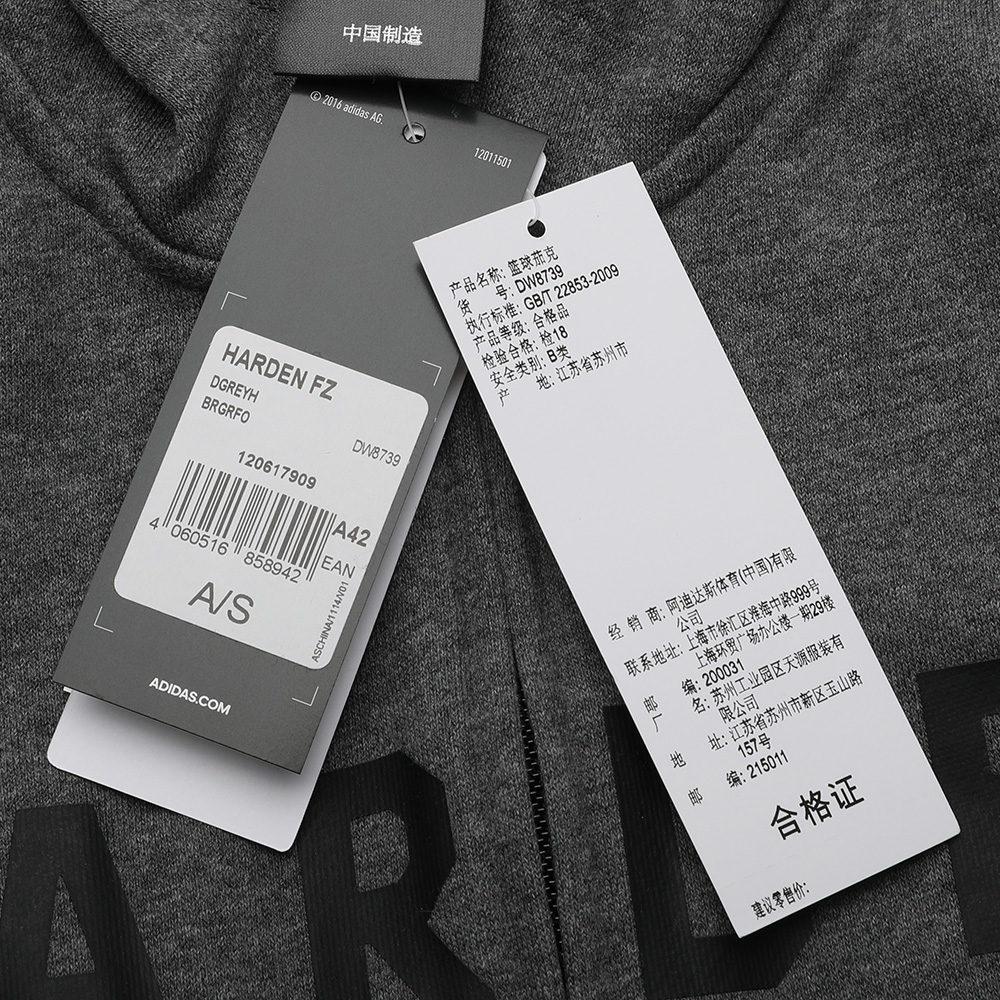 中国制造
© 2016 adidas AG.
12011501
HARDEN FZ
DGREYH
BRGRFO
DW8739
120617909
A42
4 060516 858942
EAN
A/S
ASCHINA/1114/V01
ADIDAS.COM
产品名称: 篮球茄克
货 号: DW8739
执行标准: GB/T 22853-2009
产品等级: 合格品
检验合格: 检18
安全类别: B类
产 地: 江苏省苏州市
经 销 商: 阿迪达斯体育(中国)有限
公司
联系地址: 上海市徐汇区淮海中路999号
上海环贸广场办公楼一期29楼
邮 编: 200031
厂 名: 苏州工业园区天源服装有
限公司
地 址: 江苏省苏州市新区玉山路
157号
邮 编: 215011
合格证
建议零售价:
ARDE